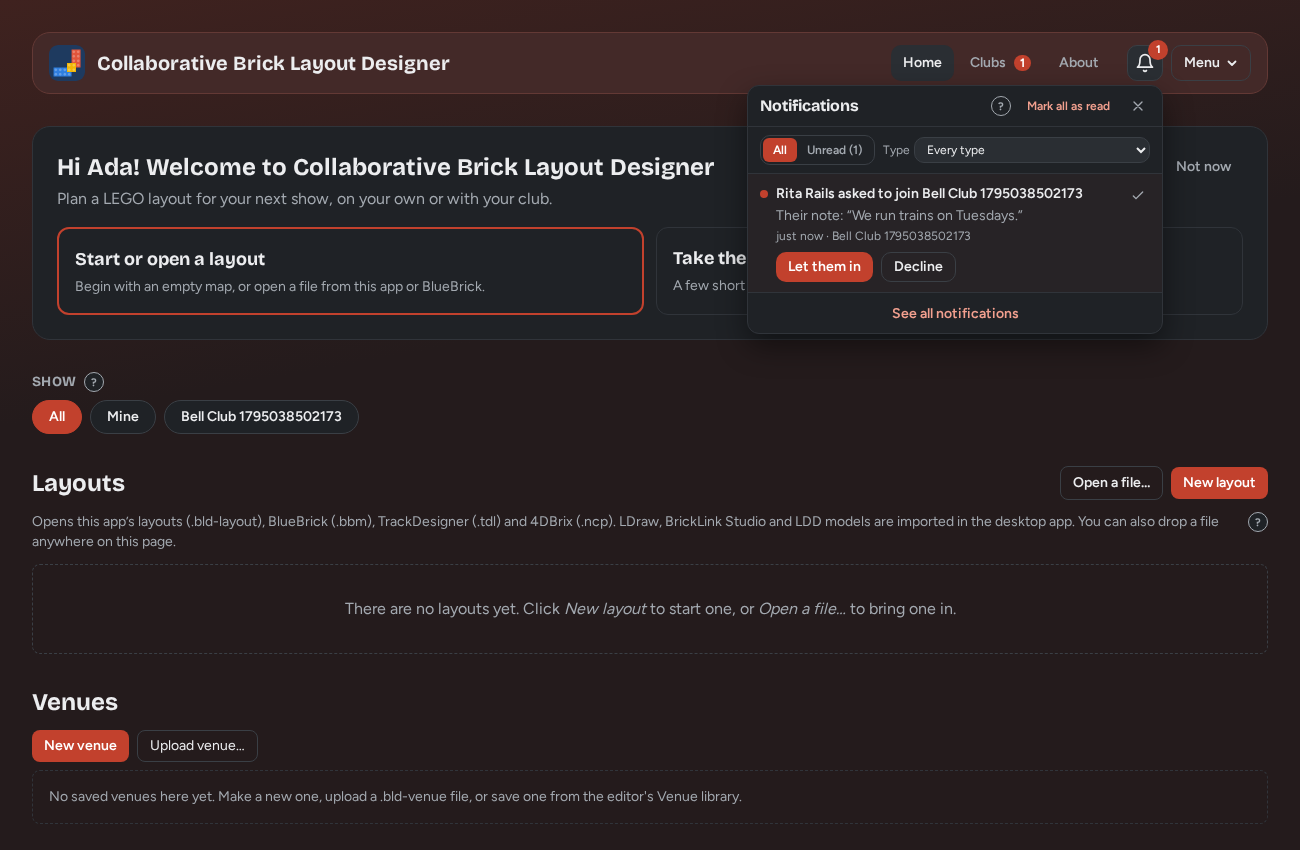 Collaborative Brick Layout Designer
Home
Clubs 1
About
1
Menu
Notifications
?
Mark all as read
All
Unread (1)
Type
Every type
Rita Rails asked to join Bell Club 1795038502173
Their note: “We run trains on Tuesdays.”
just now · Bell Club 1795038502173
Let them in
Decline
See all notifications
Hi Ada! Welcome to Collaborative Brick Layout Designer
Not now
Plan a LEGO layout for your next show, on your own or with your club.
Start or open a layout
Begin with an empty map, or open a file from this app or BlueBrick.
Take the
A few short
SHOW ?
All
Mine
Bell Club 1795038502173
Layouts
Open a file...
New layout
Opens this app's layouts (.bld-layout), BlueBrick (.bbm), TrackDesigner (.tdl) and 4DBrix (.ncp). LDraw, BrickLink Studio and LDD models are imported in the desktop app. You can also drop a file
anywhere on this page.
?
There are no layouts yet. Click New layout to start one, or Open a file... to bring one in.
Venues
New venue
Upload venue...
No saved venues here yet. Make a new one, upload a .bld-venue file, or save one from the editor's Venue library.